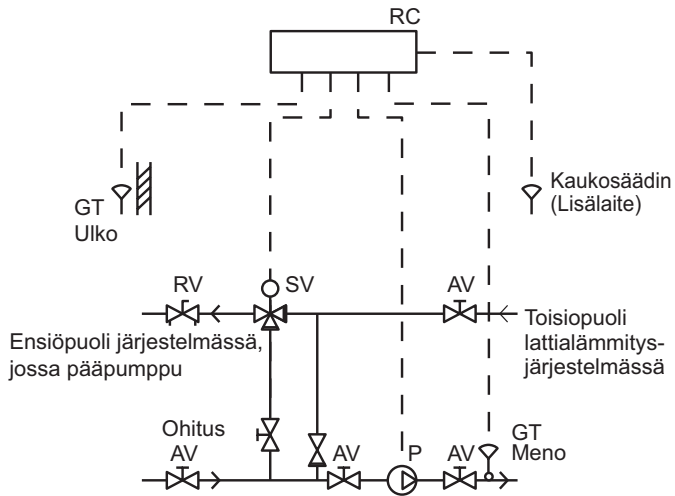 RC
GT
Ulko
Kaukosäädin
(Lisälaite)
RV
SV
AV
Ensiöpuoli järjestelmässä,
jossa pääpumppu
Toisiopuoli
lattialämmitys-
järjestelmässä
Ohitus
AV
AV
P
AV
GT
Meno